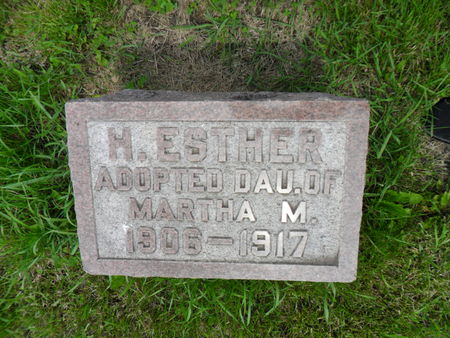 H. ESTHER
ADOPTED DAU. OF
MARTHA M.
1906–1917